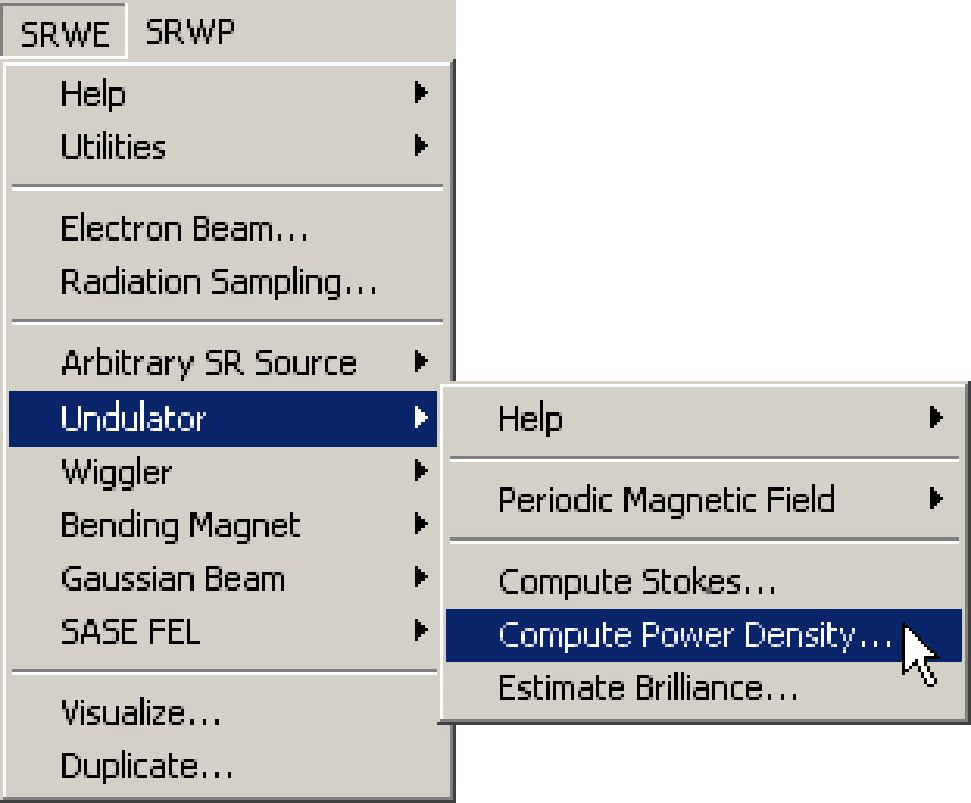 SRWE SRWP
Help
Utilities
Electron Beam...
Radiation Sampling...
Arbitrary SR Source
Undulator
Wiggler
Bending Magnet
Gaussian Beam
SASE FEL
Visualize...
Duplicate...
Help
Periodic Magnetic Field
Compute Stokes...
Compute Power Density...
Estimate Brilliance...